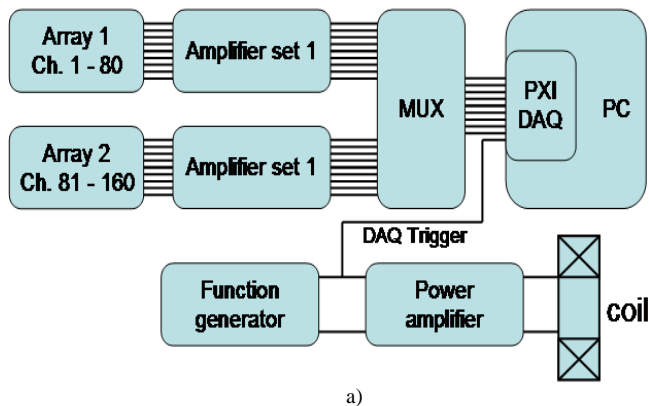 Array 1
Ch. 1 - 80
Amplifier set 1
MUX
PXI
DAQ
PC
Array 2
Ch. 81 - 160
Amplifier set 1
DAQ Trigger
Function
generator
Power
amplifier
coil
a)